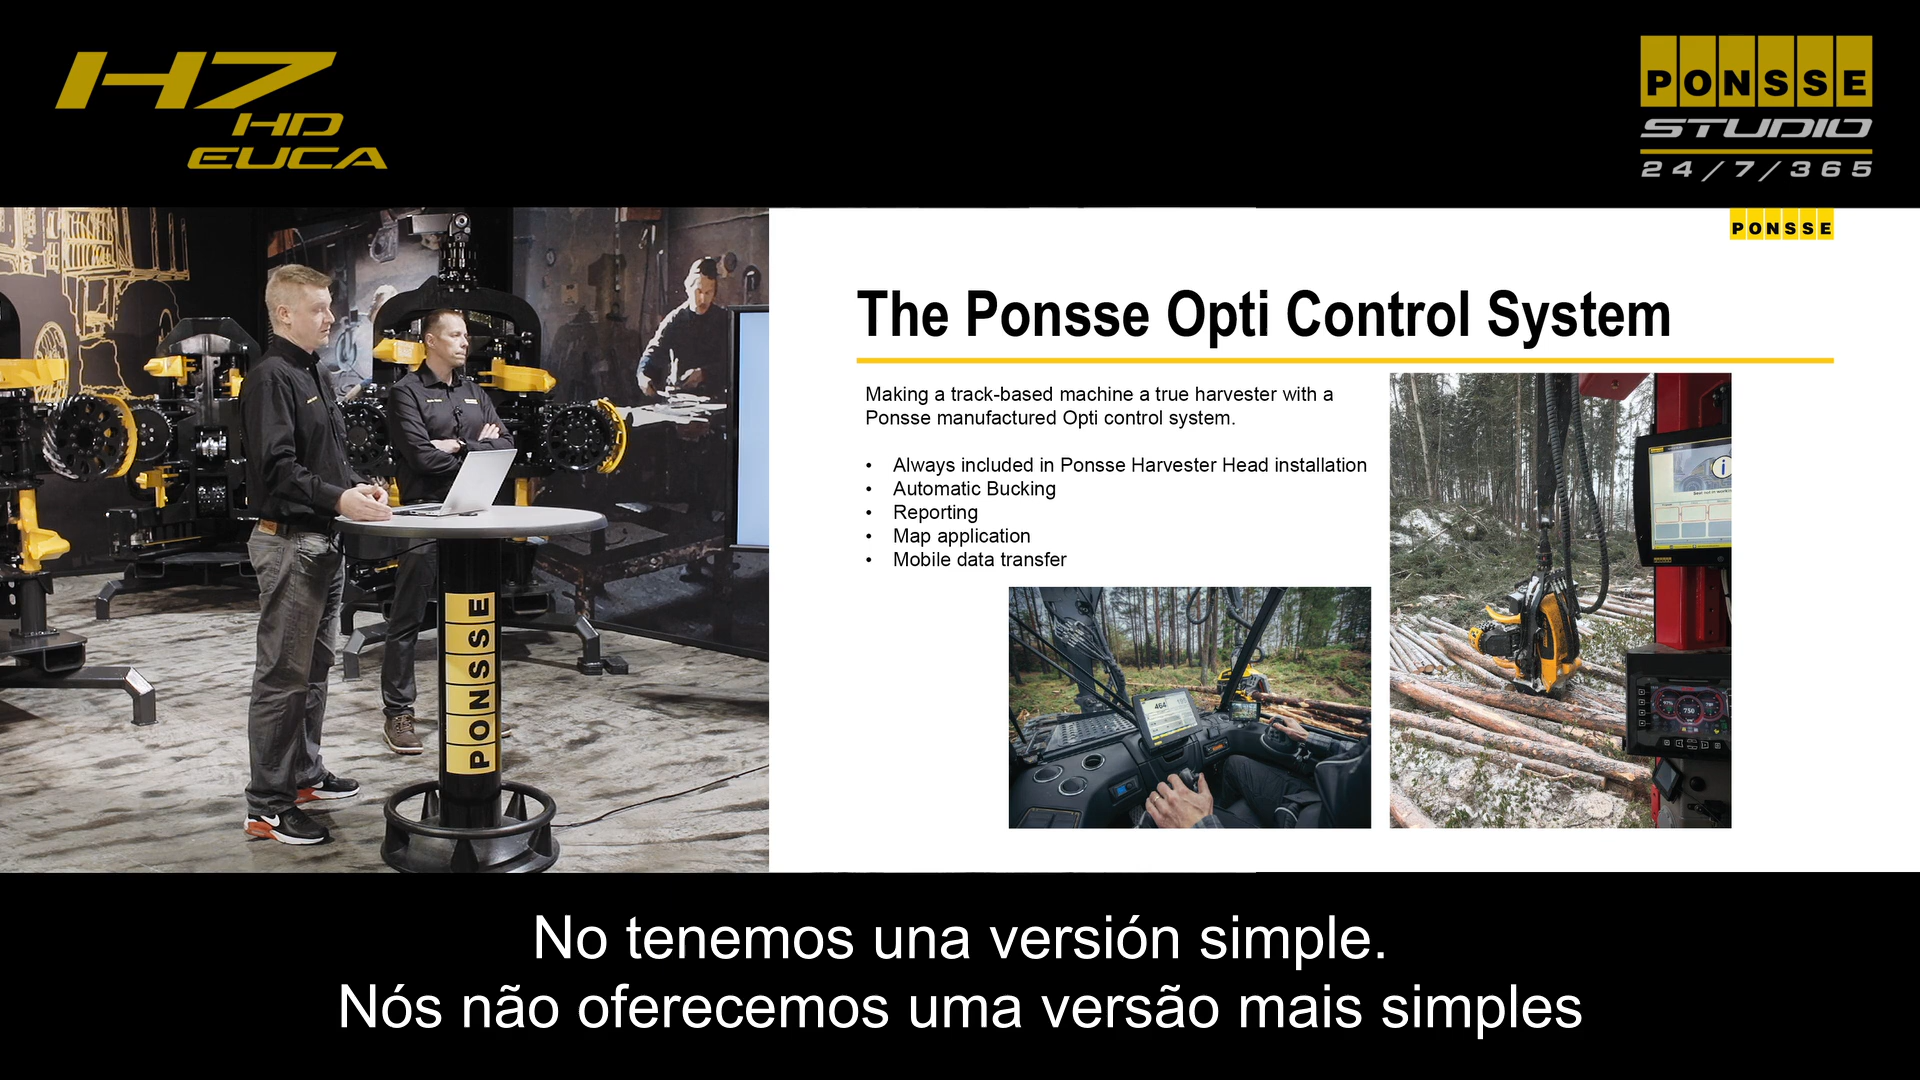 H7
HD
EUCA
PONSSE
STUDIO
24/7/365
PONSSE
The Ponsse Opti Control System
Making a track-based machine a true harvester with a
Ponsse manufactured Opti control system.
• Always included in Ponsse Harvester Head installation
• Automatic Bucking
• Reporting
• Map application
• Mobile data transfer
PONSSE
464
750
No tenemos una versión simple.
Nós não oferecemos uma versão mais simples